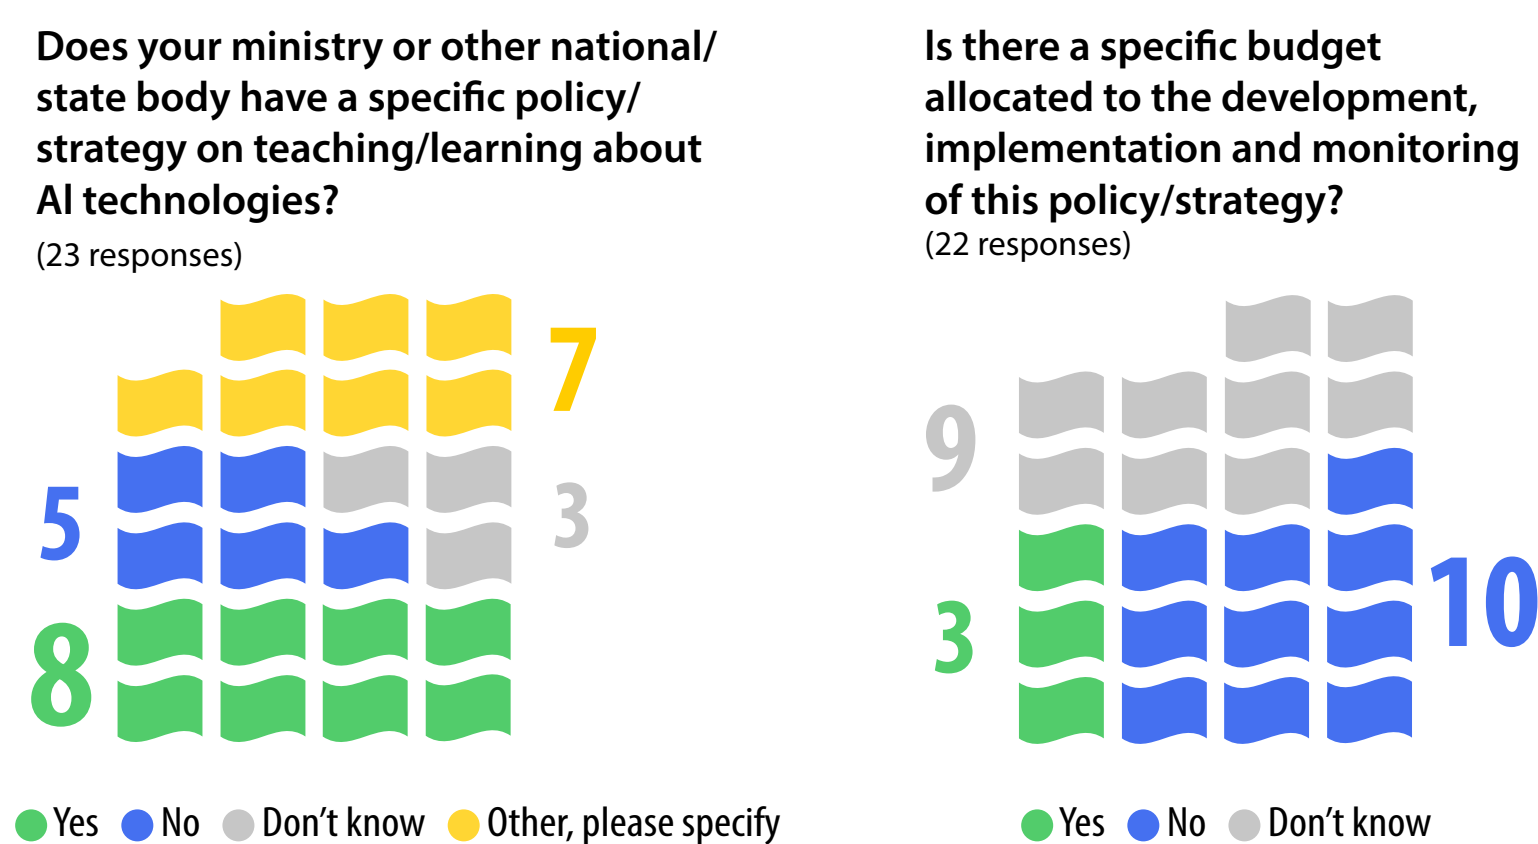 Does your ministry or other national/
state body have a specific policy/
strategy on teaching/learning about
AI technologies?
(23 responses)
7
5
3
8
Yes No Don't know Other, please specify
Is there a specific budget
allocated to the development,
implementation and monitoring
of this policy/strategy?
(22 responses)
9
10
3
Yes No Don't know